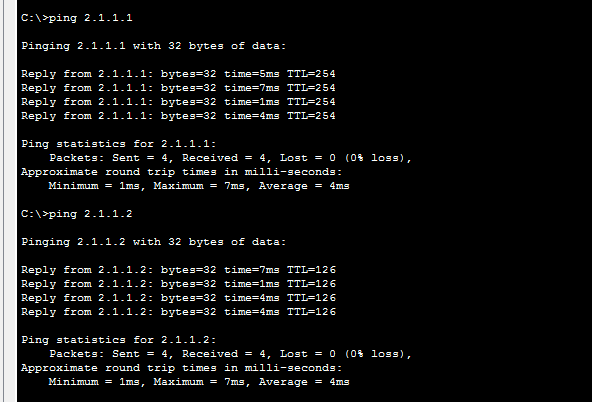 C:\>ping 2.1.1.1
Pinging 2.1.1.1 with 32 bytes of data:
Reply from 2.1.1.1: bytes=32 time=5ms TTL=254
Reply from 2.1.1.1: bytes=32 time=7ms TTL=254
Reply from 2.1.1.1: bytes=32 time=1ms TTL=254
Reply from 2.1.1.1: bytes=32 time=4ms TTL=254
Ping statistics for 2.1.1.1:
    Packets: Sent = 4, Received = 4, Lost = 0 (0% loss),
Approximate round trip times in milli-seconds:
    Minimum = 1ms, Maximum = 7ms, Average = 4ms
C:\>ping 2.1.1.2
Pinging 2.1.1.2 with 32 bytes of data:
Reply from 2.1.1.2: bytes=32 time=7ms TTL=126
Reply from 2.1.1.2: bytes=32 time=1ms TTL=126
Reply from 2.1.1.2: bytes=32 time=4ms TTL=126
Reply from 2.1.1.2: bytes=32 time=4ms TTL=126
Ping statistics for 2.1.1.2:
    Packets: Sent = 4, Received = 4, Lost = 0 (0% loss),
Approximate round trip times in milli-seconds:
    Minimum = 1ms, Maximum = 7ms, Average = 4ms